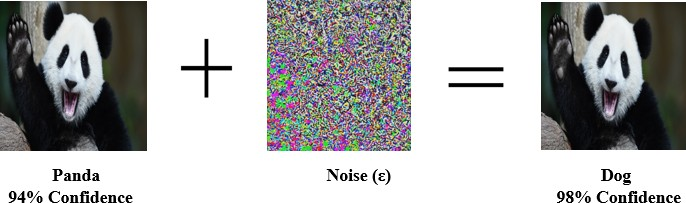 Panda
94% Confidence
Noise (ε)
Dog
98% Confidence